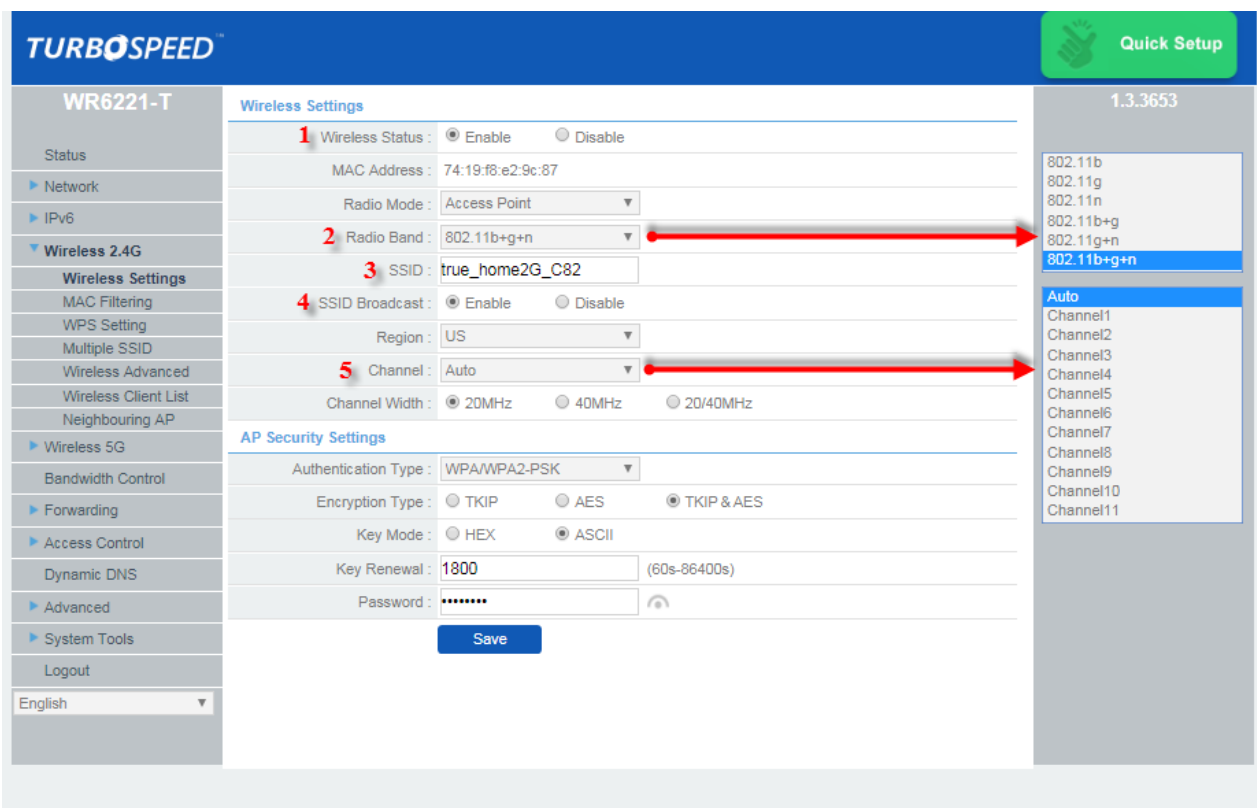 TURBOSPEED™
Quick Setup
WR6221-T
Status
Network
IPv6
Wireless 2.4G
Wireless Settings
MAC Filtering
WPS Setting
Multiple SSID
Wireless Advanced
Wireless Client List
Neighbouring AP
Wireless 5G
Bandwidth Control
Forwarding
Access Control
Dynamic DNS
Advanced
System Tools
Logout
English
Wireless Settings
1 Wireless Status : Enable Disable
MAC Address : 74:19:f8:e2:9c:87
Radio Mode : Access Point
2 Radio Band : 802.11b+g+n
3 SSID : true_home2G_C82
4 SSID Broadcast : Enable Disable
Region : US
5 Channel : Auto
Channel Width : 20MHz 40MHz 20/40MHz
AP Security Settings
Authentication Type : WPA/WPA2-PSK
Encryption Type : TKIP AES TKIP & AES
Key Mode : HEX ASCII
Key Renewal : 1800 (60s-86400s)
Password : ••••••••
Save
1.3.3653
802.11b
802.11g
802.11n
802.11b+g
802.11g+n
802.11b+g+n
Auto
Channel1
Channel2
Channel3
Channel4
Channel5
Channel6
Channel7
Channel8
Channel9
Channel10
Channel11